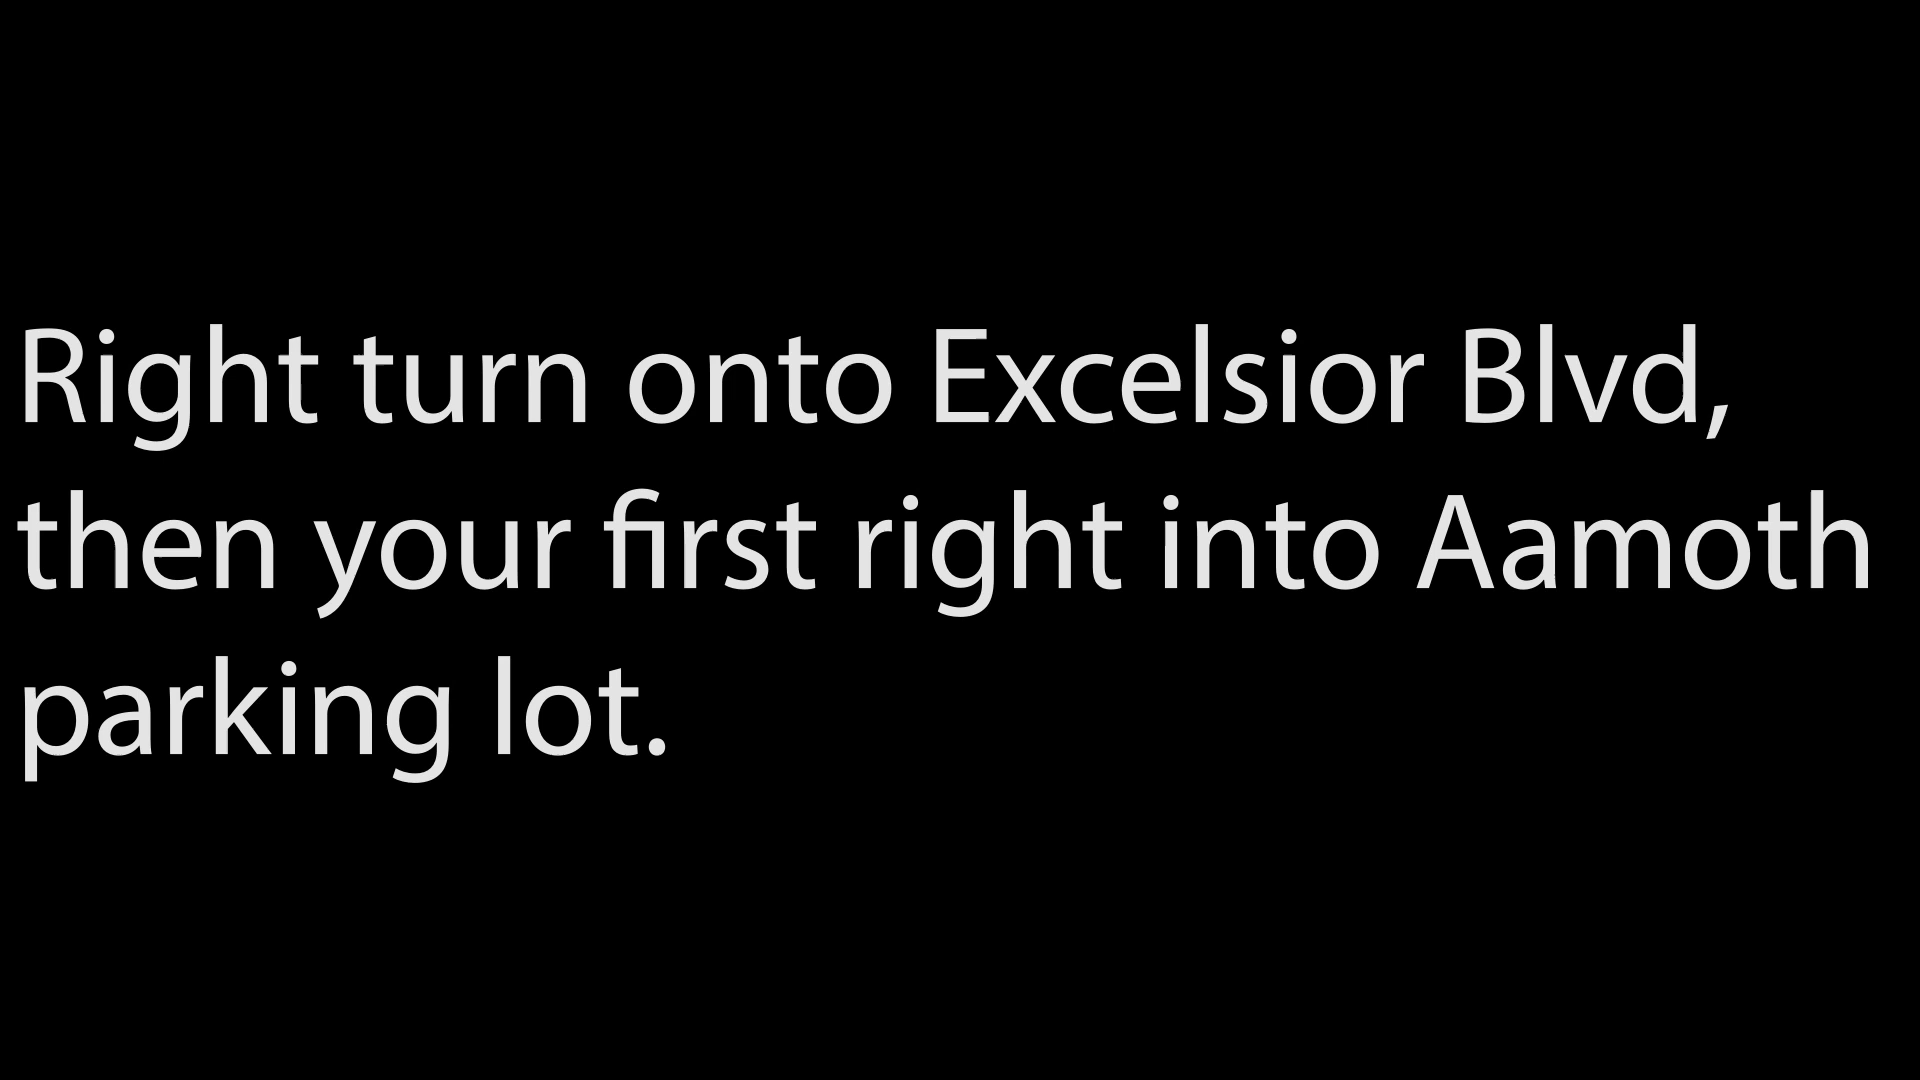 Right turn onto Excelsior Blvd,
then your first right into Aamoth
parking lot.